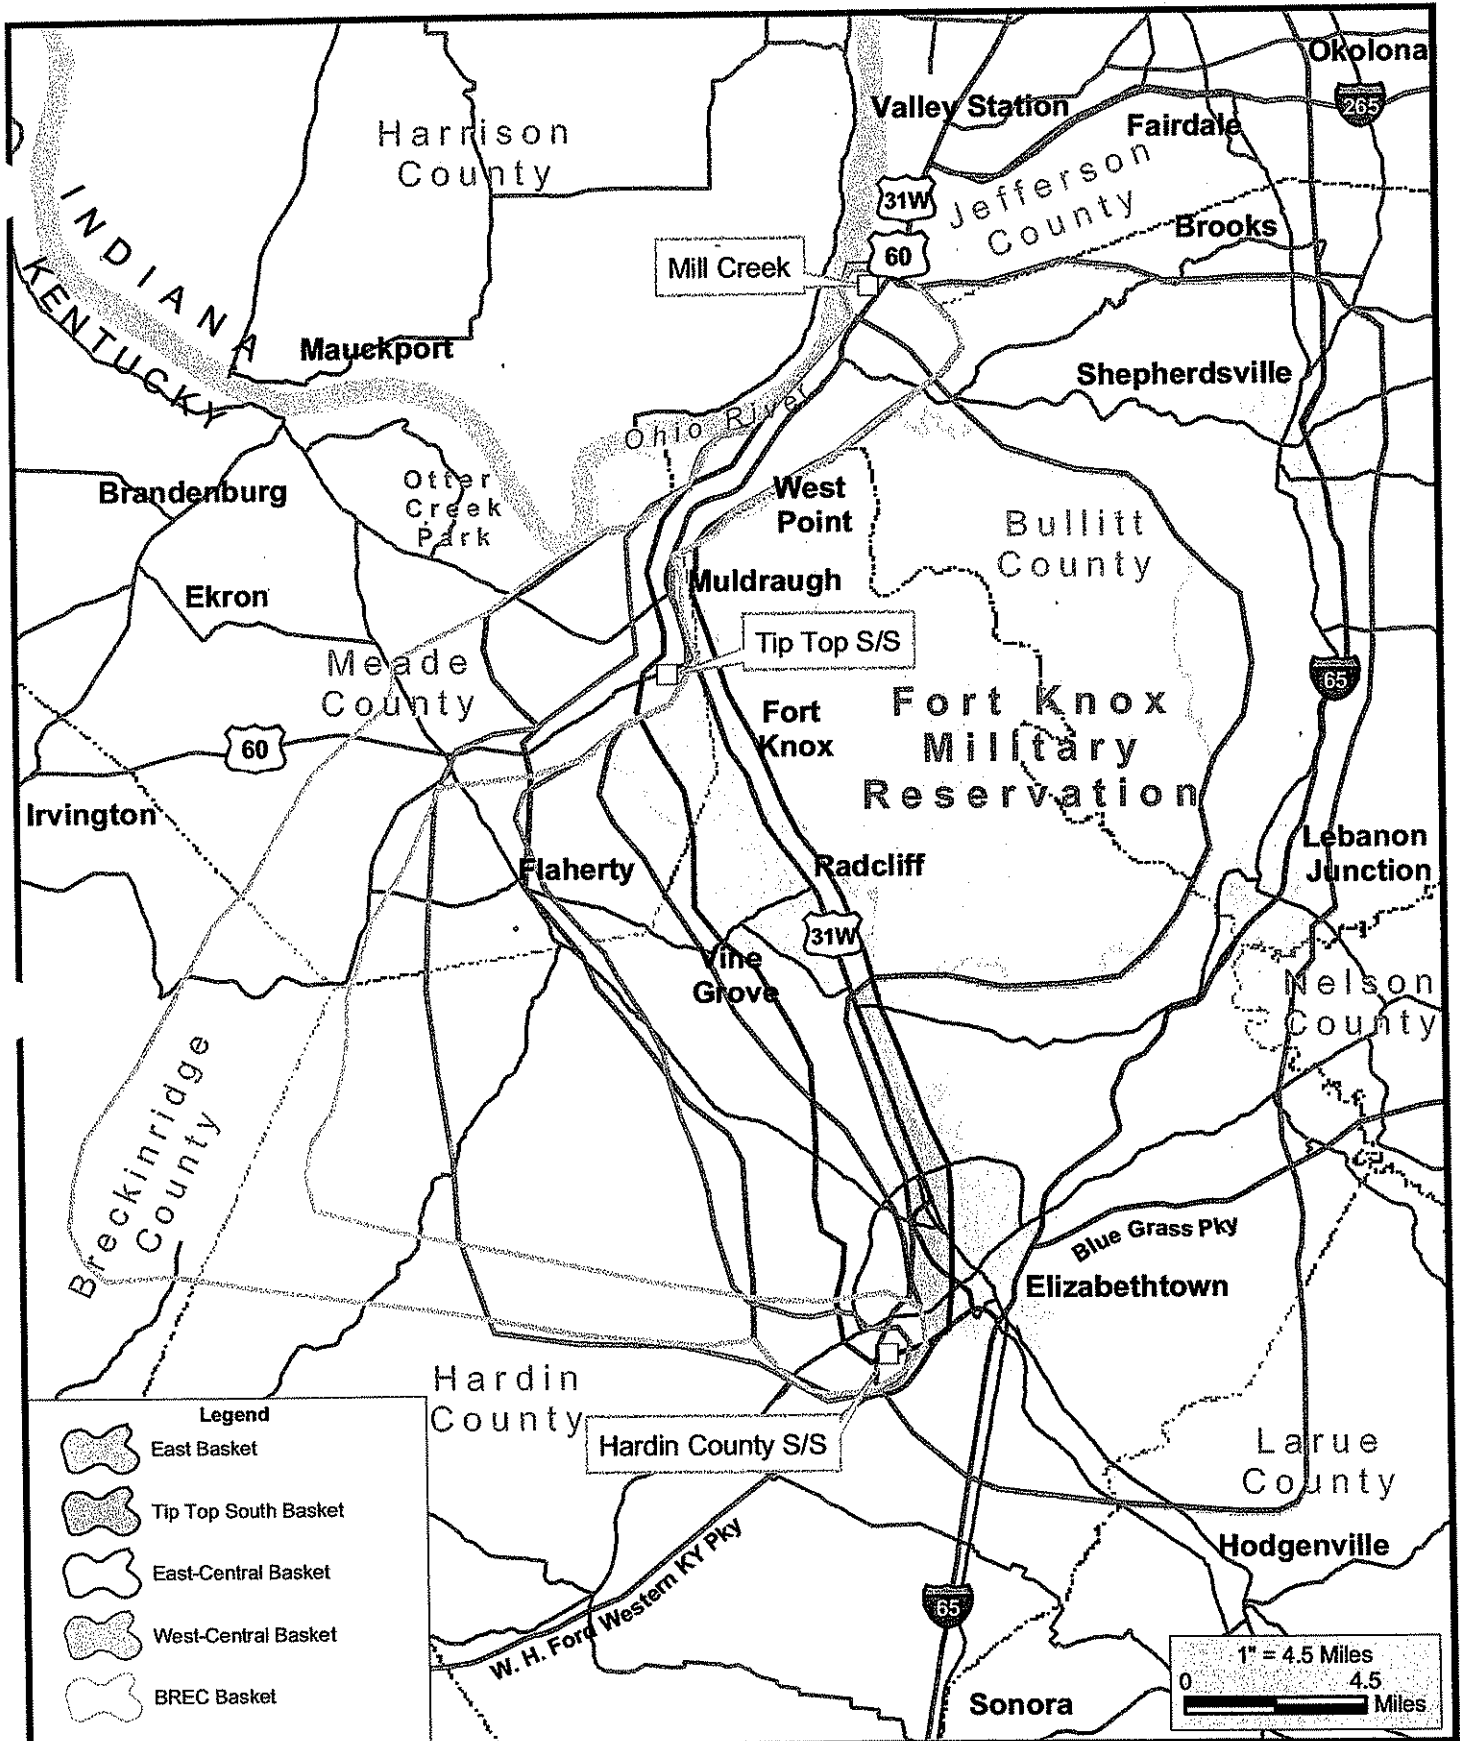 Okolona
265
Valley Station
Fairdale
Harrison
County
Jefferson
County
31W
Brooks
60
Mill Creek
INDIANA
KENTUCKY
Mauckport
Shepherdsville
Ohio River
Brandenburg
Otter
Creek
Park
West
Point
Bullitt
County
Muldraugh
Ekron
Tip Top S/S
Meade
County
65
Fort
Knox
Fort Knox
Military
Reservation
60
Irvington
Lebanon
Junction
Flaherty
Radcliff
31W
Vine
Grove
Nelson
County
Breckinridge
County
Blue Grass Pky
Elizabethtown
Hardin
County
Hardin County S/S
Larue
County
Legend
East Basket
Tip Top South Basket
East-Central Basket
West-Central Basket
BREC Basket
W. H. Ford Western KY Pky
Hodgenville
65
Sonora
1" = 4.5 Miles
0 4.5
Miles